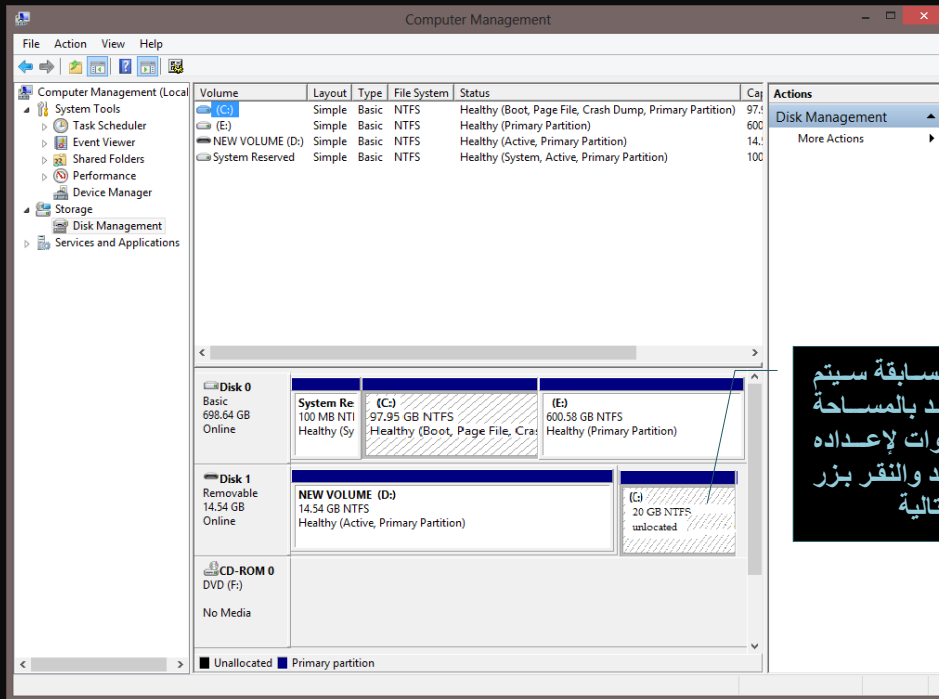 Computer Management
File Action View Help
Computer Management (Local
System Tools
Task Scheduler
Event Viewer
Shared Folders
Performance
Device Manager
Storage
Disk Management
Services and Applications
Volume Layout Type File System Status Cap
(C:) Simple Basic NTFS Healthy (Boot, Page File, Crash Dump, Primary Partition) 97.9
(E:) Simple Basic NTFS Healthy (Primary Partition) 600
NEW VOLUME (D:) Simple Basic NTFS Healthy (Active, Primary Partition) 14.
System Reserved Simple Basic NTFS Healthy (System, Active, Primary Partition) 100
Actions
Disk Management
More Actions
Disk 0
Basic
698.64 GB
Online
System Re
100 MB NTI
Healthy (Sy
(C:)
97.95 GB NTFS
Healthy (Boot, Page File, Cras
(E:)
600.58 GB NTFS
Healthy (Primary Partition)
Disk 1
Removable
14.54 GB
Online
NEW VOLUME (D:)
14.54 GB NTFS
Healthy (Active, Primary Partition)
20 GB NTFS
unlocated
CD-ROM 0
DVD (F:)
No Media
Unallocated Primary partition
سـابقة سـيتم
د بالمسـاحة
وات لإعـداده
د والنقر بـزر
تالية